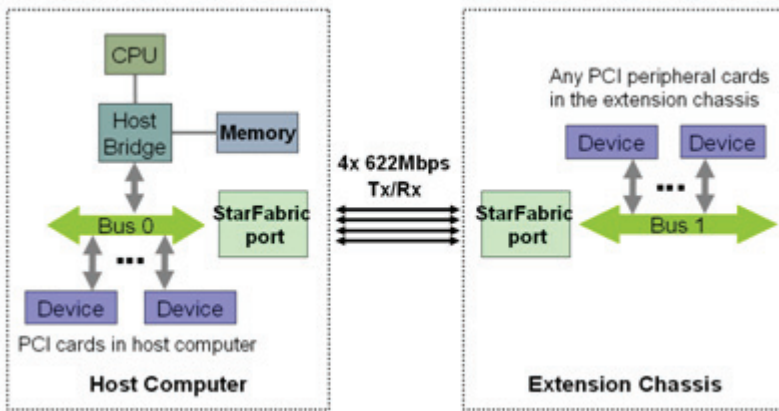 CPU
Host
Bridge
Memory
Bus 0
StarFabric
port
Device
Device
PCI cards in host computer
Host Computer
4x 622Mbps
Tx/Rx
Any PCI peripheral cards
in the extension chassis
Device
Device
StarFabric
port
Bus 1
Extension Chassis